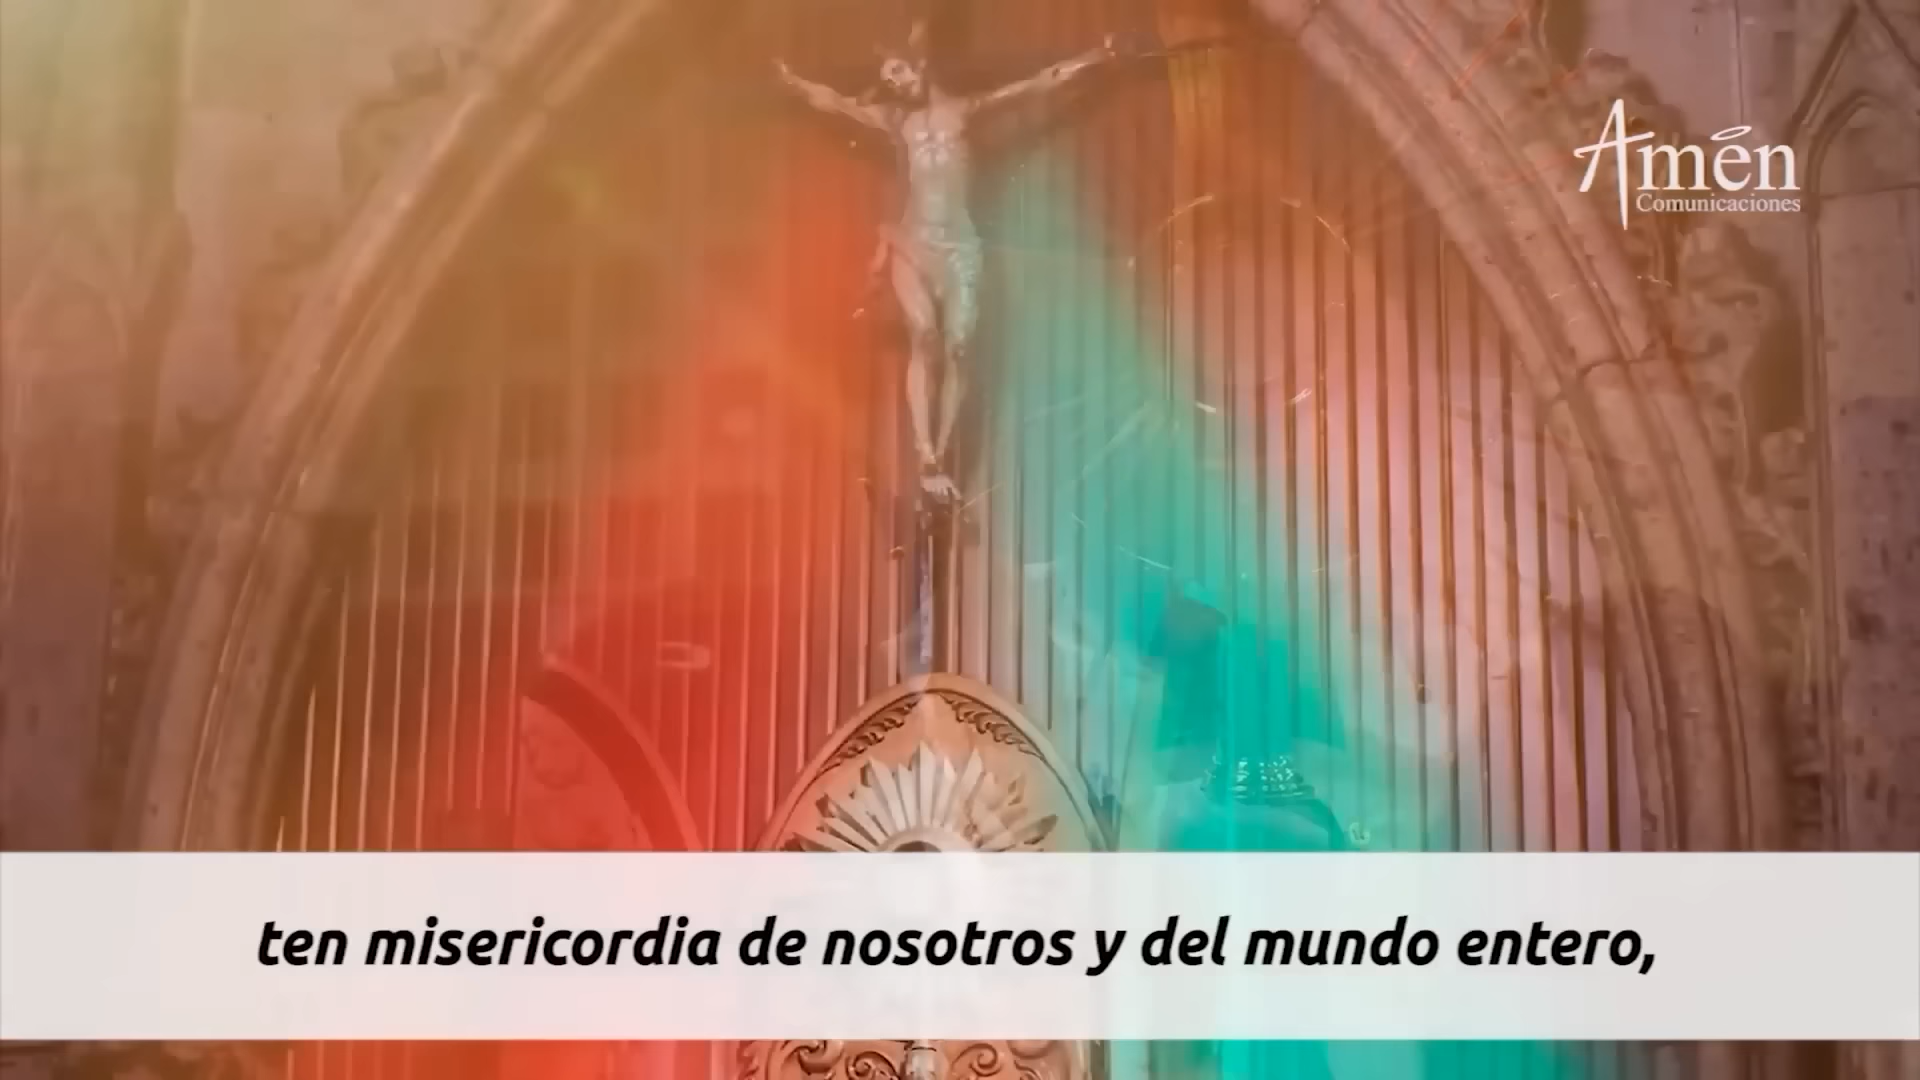 Amén
Comunicaciones
ten misericordia de nosotros y del mundo entero,